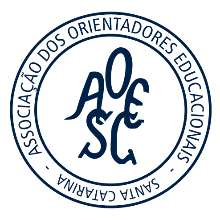 ASSOCIAÇÃO DOS ORIENTADORES EDUCACIONAIS
- SANTA CATARINA -
AOESC